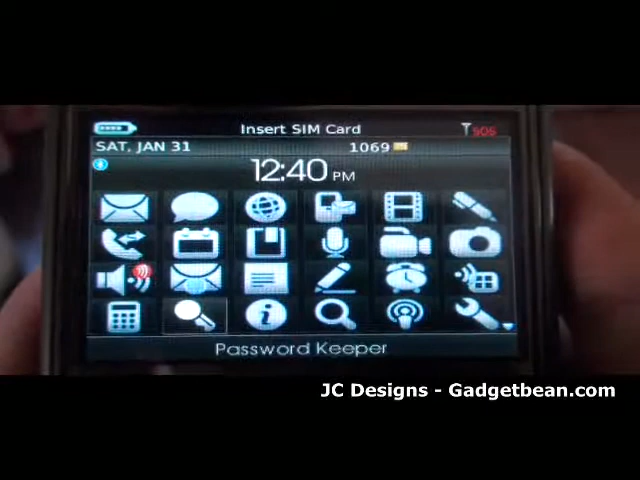 Insert SIM Card
SOS
SAT, JAN 31
1069
12:40 PM
Password Keeper
JC Designs - Gadgetbean.com